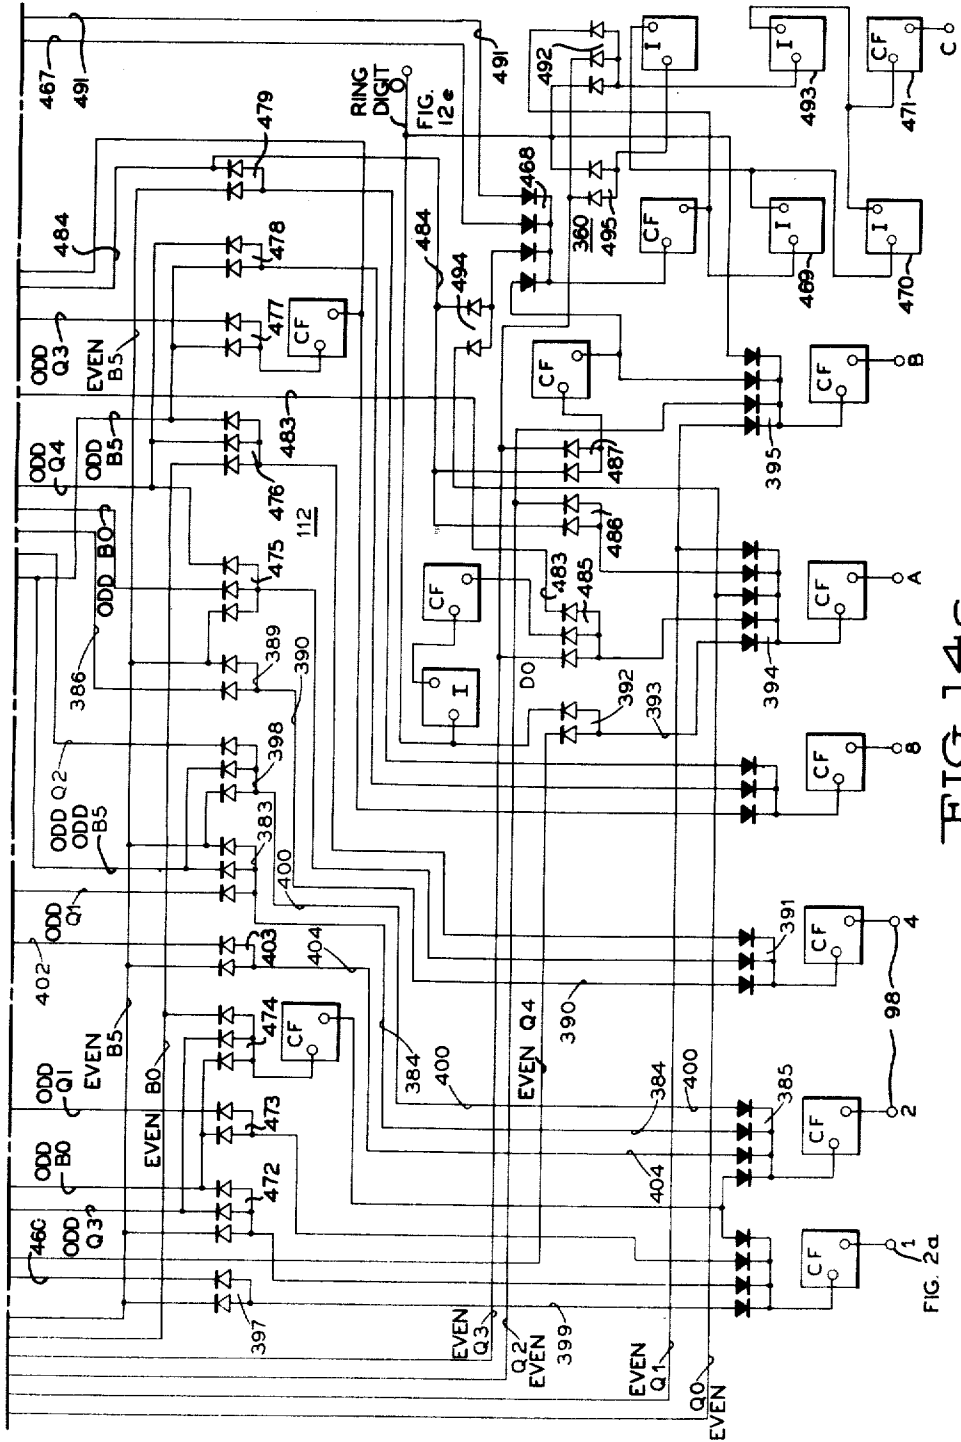 467
491
484
479
ODD
Q3
EVEN
B5
ODD
Q4
ODD
B5
483
478
477
CF
476
112
386
ODD B0
475
389
390
ODD Q2
ODD
ODD
B5
398
383
400
402
ODD
Q1
403
404
EVEN
B5
EVEN B0
474
CF
ODD
Q1
473
ODD
B0
472
460
ODD
Q3
397
RING
DIGIT
0
FIG.
12e
491
492
I
468
360
495
CF
484
494
I
493
I
469
CF
471
C
I
470
CF
487
486
CF
483
485
I
D0
392
393
395
CF
B
394
CF
A
CF
8
EVEN Q4
384
400
390
391
CF
4
98
384
400
404
385
CF
2
EVEN
Q3
Q2
EVEN
399
EVEN
Q1
Q0
EVEN
CF
1
FIG. 2a